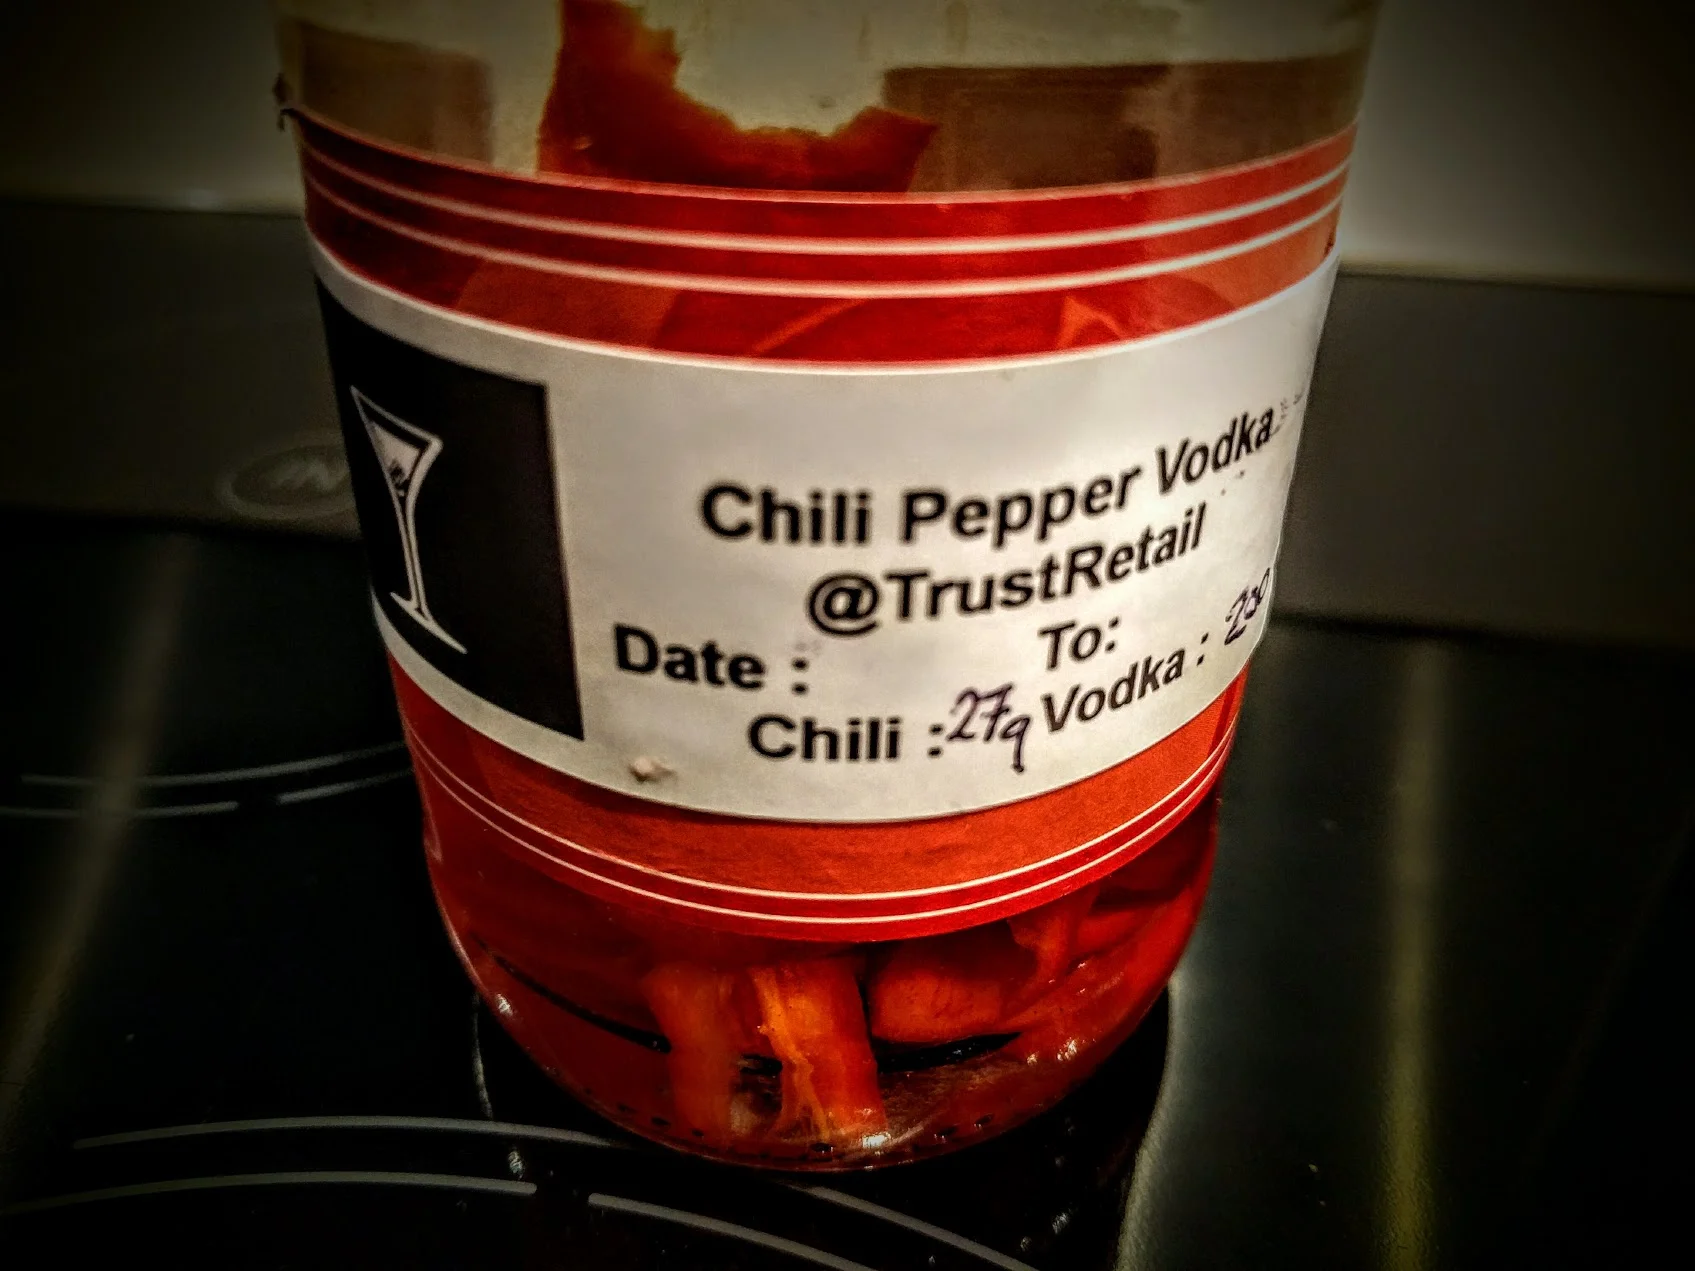 Chili Pepper Vodka
@TrustRetail
Date : To:
Chili : 27g Vodka : 200